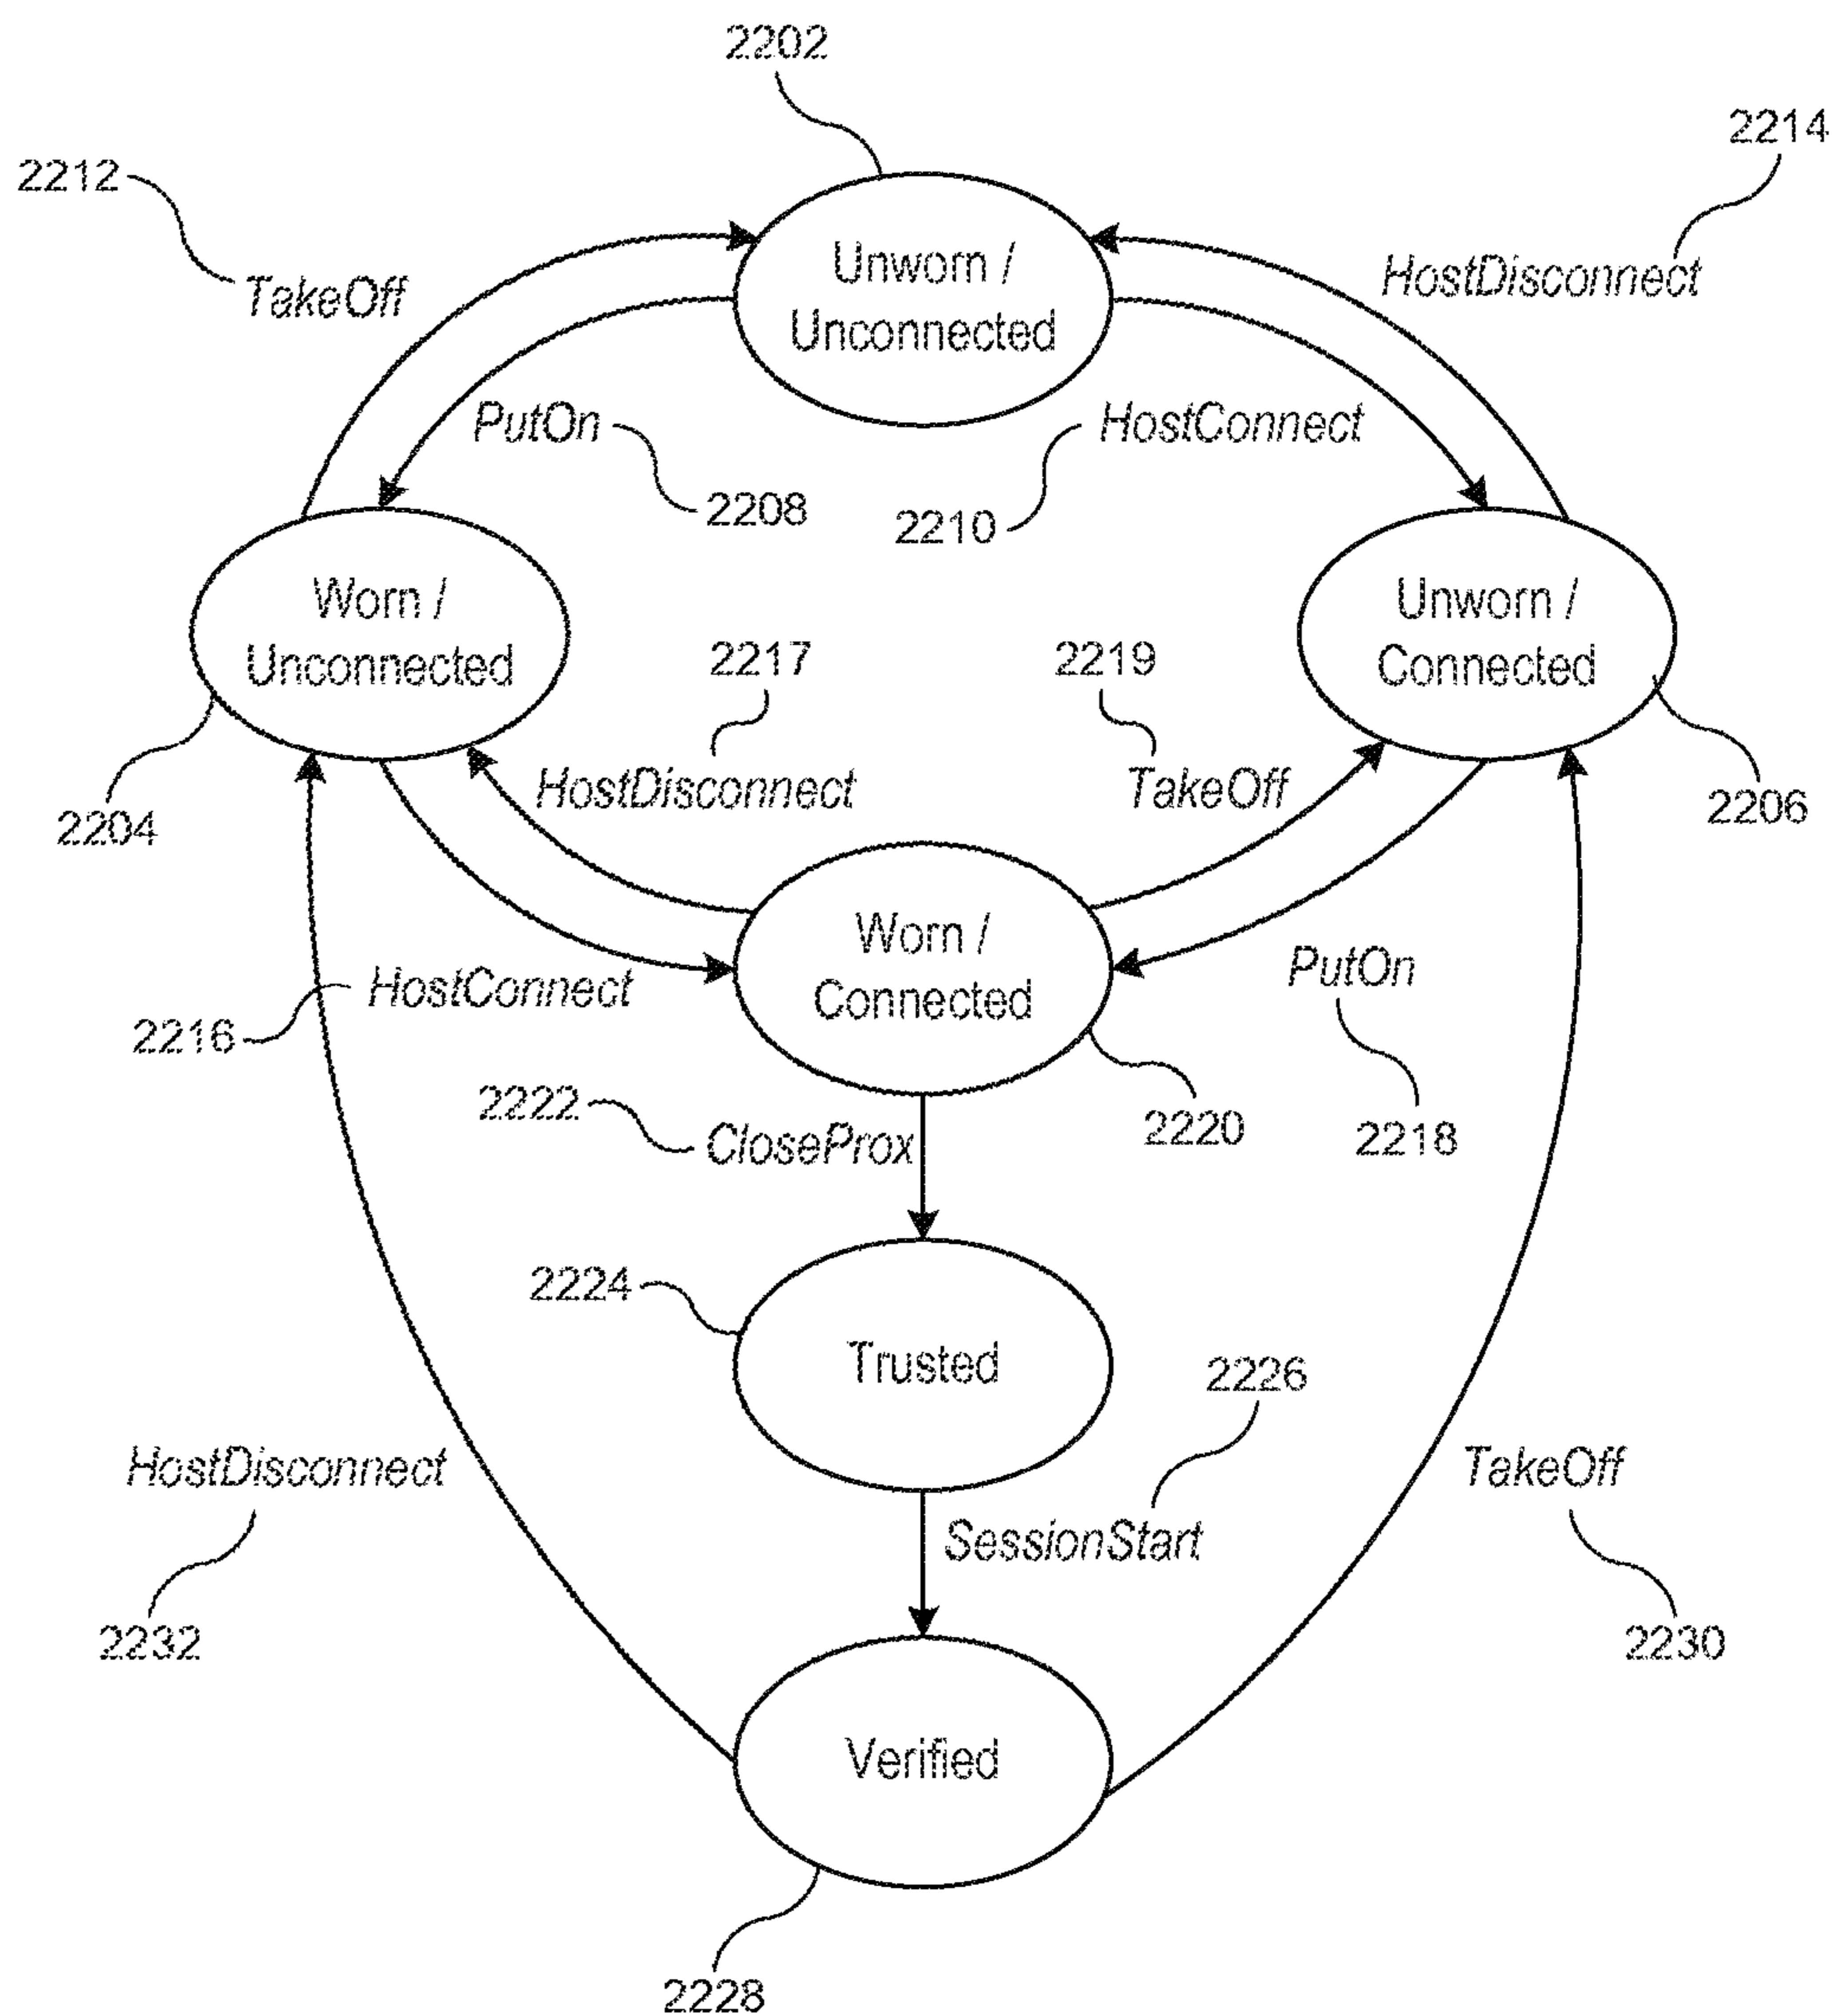 2202
2214
2212
Unworn /
Unconnected
HostDisconnect
TakeOff
PutOn
HostConnect
2208
2210
Worn /
Unconnected
Unworn /
Connected
2217
2219
HostDisconnect
TakeOff
2204
2206
Worn /
Connected
HostConnect
PutOn
2216
2222
CloseProx
2220
2218
2224
Trusted
2226
HostDisconnect
TakeOff
SessionStart
2232
2230
Verified
2228